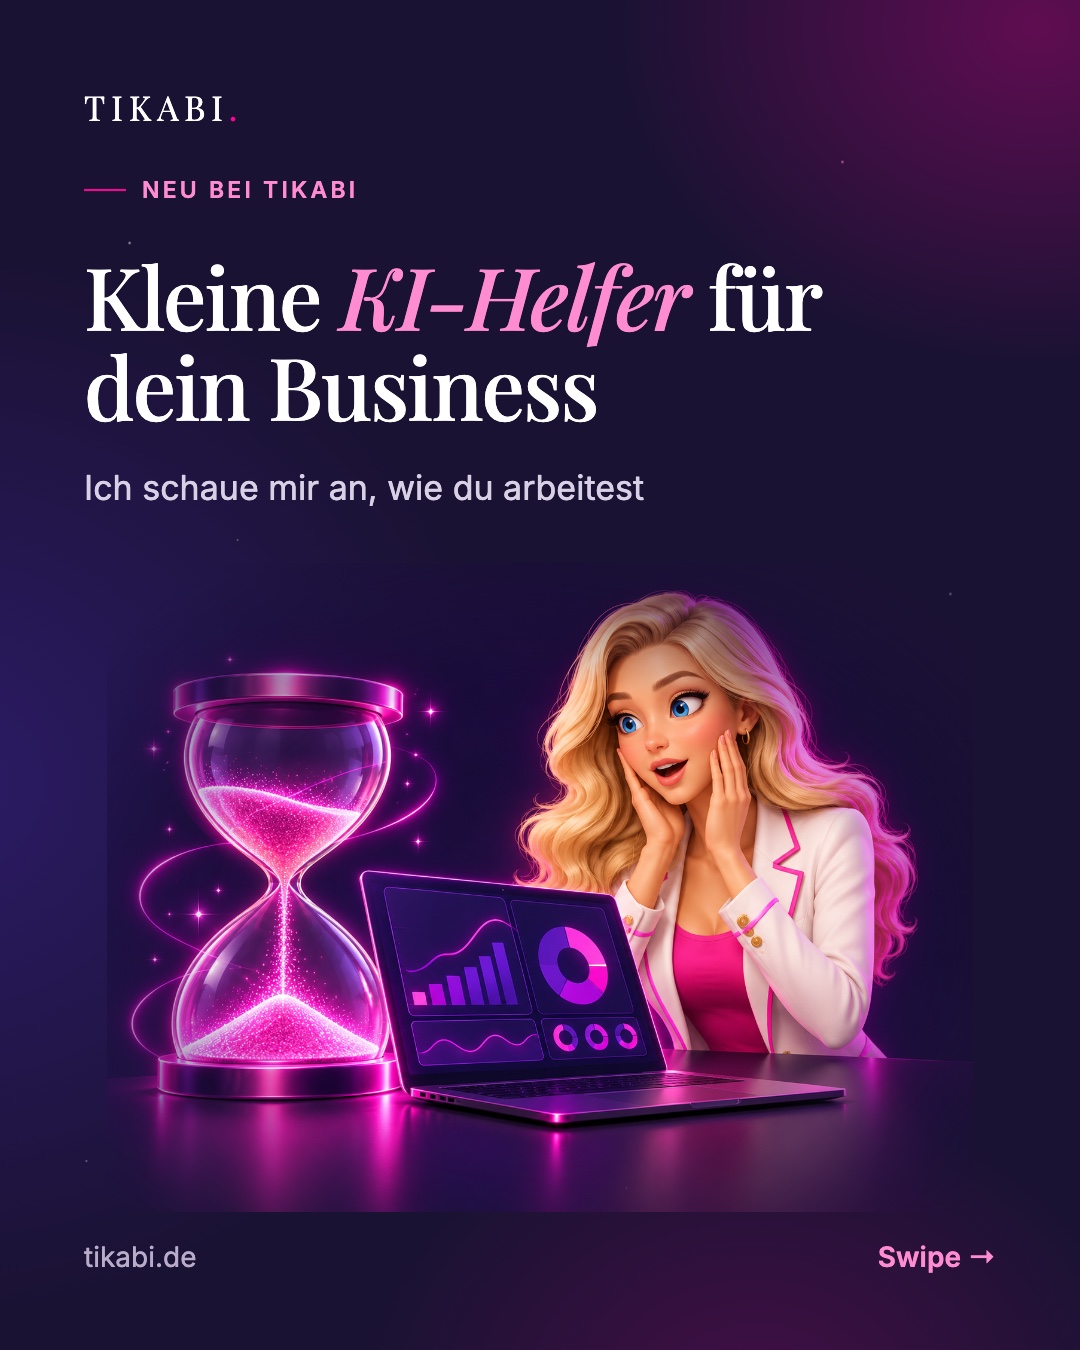 TIKABI.
NEU BEI TIKABI
Kleine KI-Helfer für
dein Business
Ich schaue mir an, wie du arbeitest
tikabi.de
Swipe →